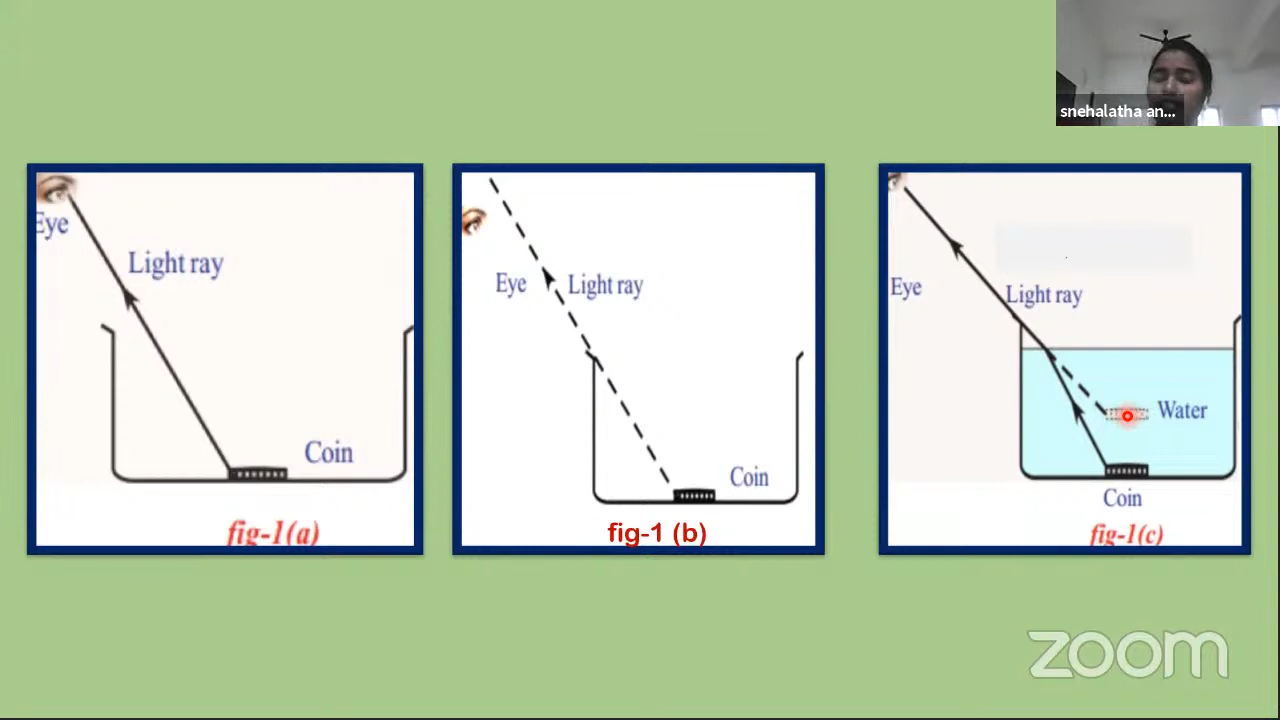 snehalatha an...
Eye
Light ray
Coin
fig-1(a)
Eye
Light ray
Coin
fig-1 (b)
Eye
Light ray
Water
Coin
fig-1(c)
zoom